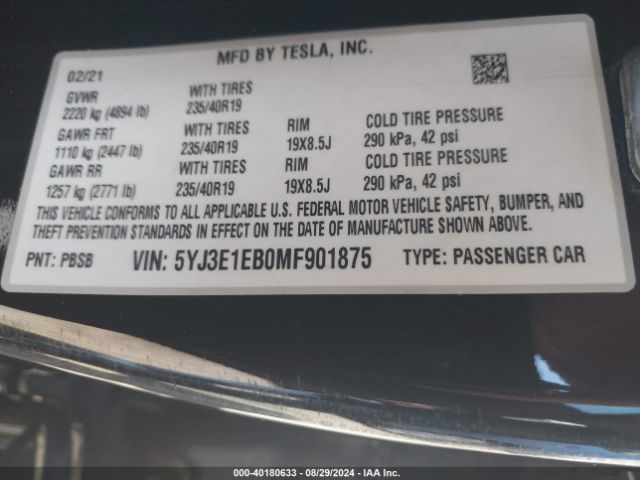 MFD BY TESLA, INC.
02/21
GVWR WITH TIRES
2220 kg (4894 lb) 235/40R19
GAWR FRT WITH TIRES RIM COLD TIRE PRESSURE
1110 kg (2447 lb) 235/40R19 19X8.5J 290 kPa, 42 psi
GAWR RR WITH TIRES RIM COLD TIRE PRESSURE
1257 kg (2771 lb) 235/40R19 19X8.5J 290 kPa, 42 psi
THIS VEHICLE CONFORMS TO ALL APPLICABLE U.S. FEDERAL MOTOR VEHICLE SAFETY, BUMPER, AND
THEFT PREVENTION STANDARDS IN EFFECT ON THE DATE OF MANUFACTURE SHOWN ABOVE.
PNT: PBSB VIN: 5YJ3E1EB0MF901875 TYPE: PASSENGER CAR
000-40180633 - 08/29/2024 - IAA Inc.